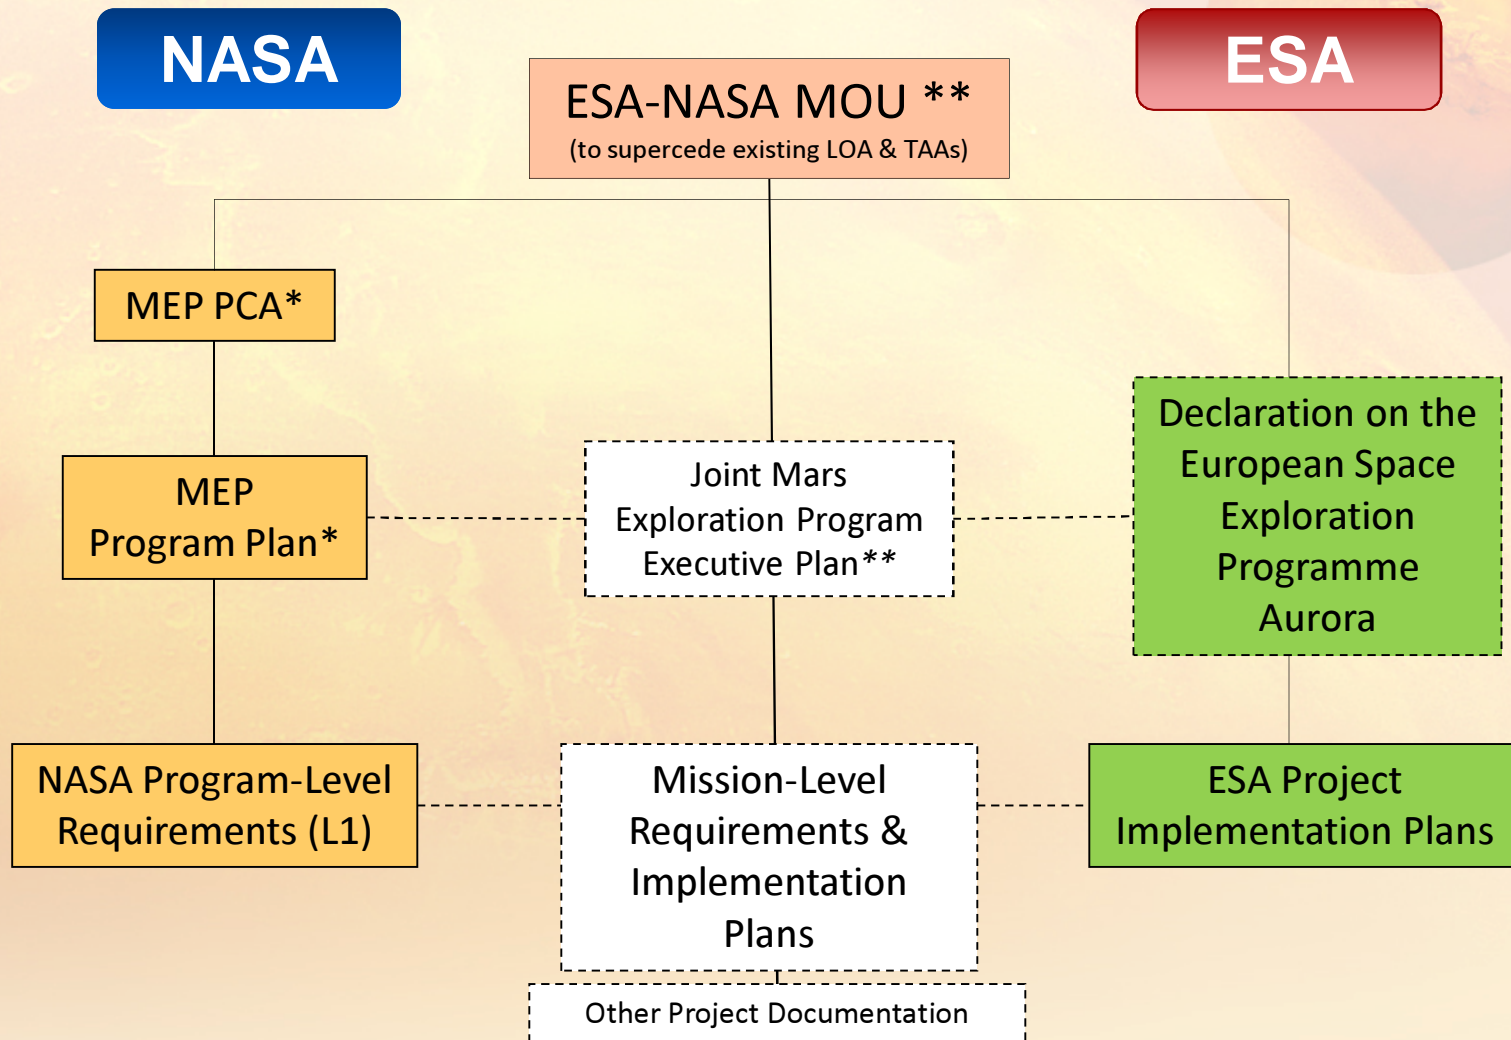 NASA
ESA
ESA-NASA MOU **
(to supercede existing LOA & TAAs)
MEP PCA*
MEP
Program Plan*
Joint Mars
Exploration Program
Executive Plan**
Declaration on the
European Space
Exploration
Programme
Aurora
NASA Program-Level
Requirements (L1)
Mission-Level
Requirements &
Implementation
Plans
ESA Project
Implementation Plans
Other Project Documentation